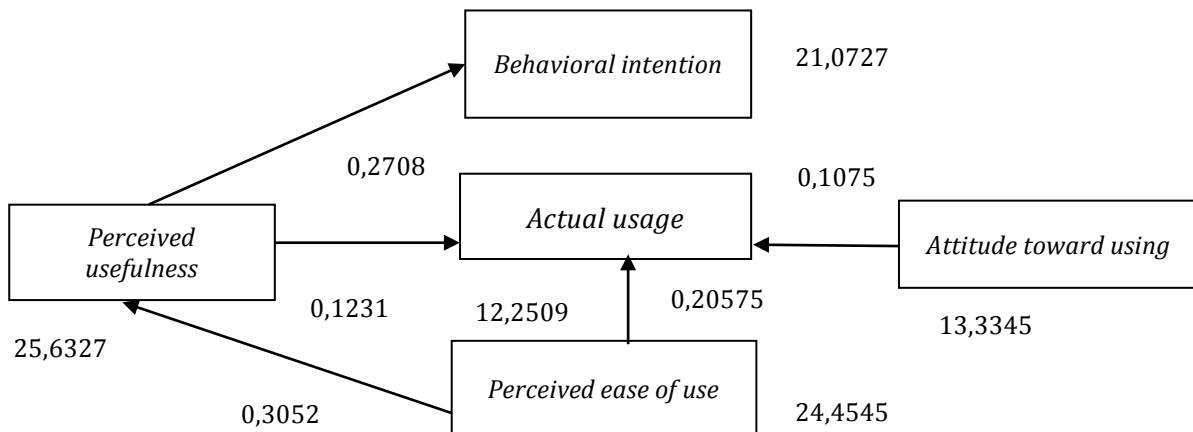 Behavioral intention
21,0727
0,2708
0,1075
Actual usage
Perceived
usefulness
Attitude toward using
0,1231
12,2509
0,20575
13,3345
25,6327
Perceived ease of use
0,3052
24,4545